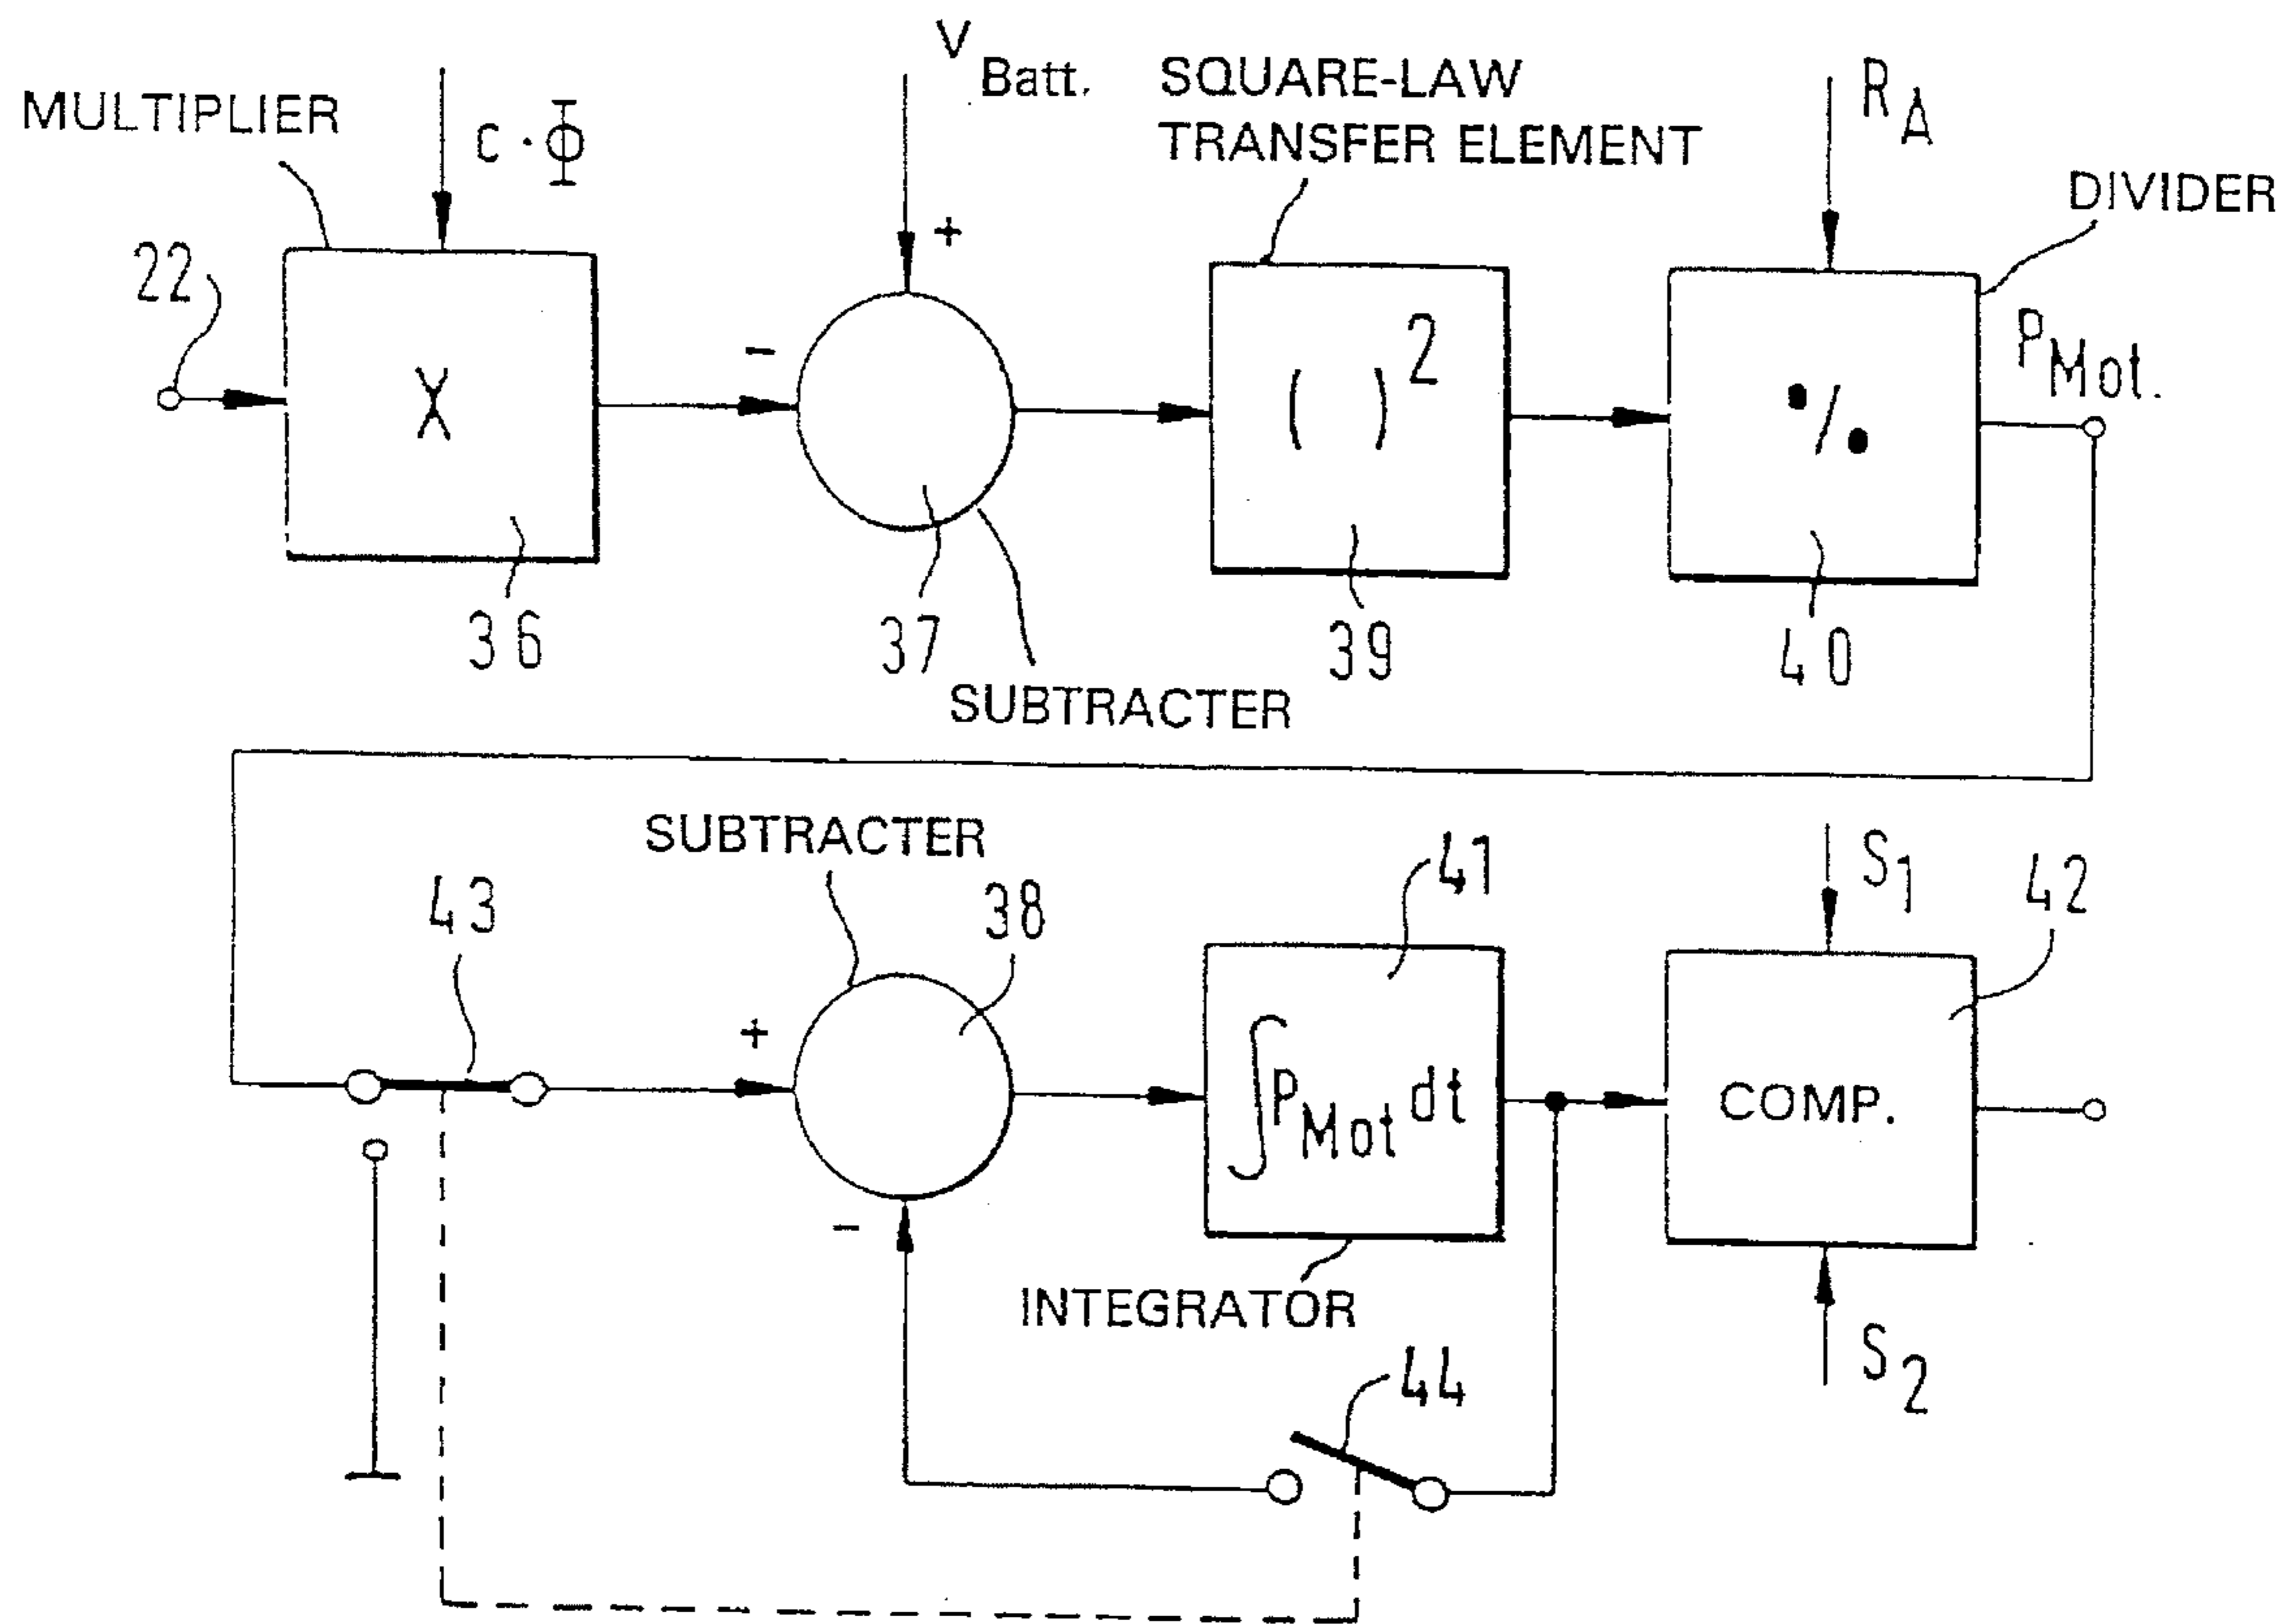 MULTIPLIER
c · Φ
V Batt.
SQUARE-LAW
TRANSFER ELEMENT
R A
DIVIDER
22
X
-
+
( ) 2
•/•
P Mot.
36
37
39
40
SUBTRACTER
SUBTRACTER
43
38
41
S 1
42
+
-
∫ P Mot dt
COMP.
INTEGRATOR
44
S 2